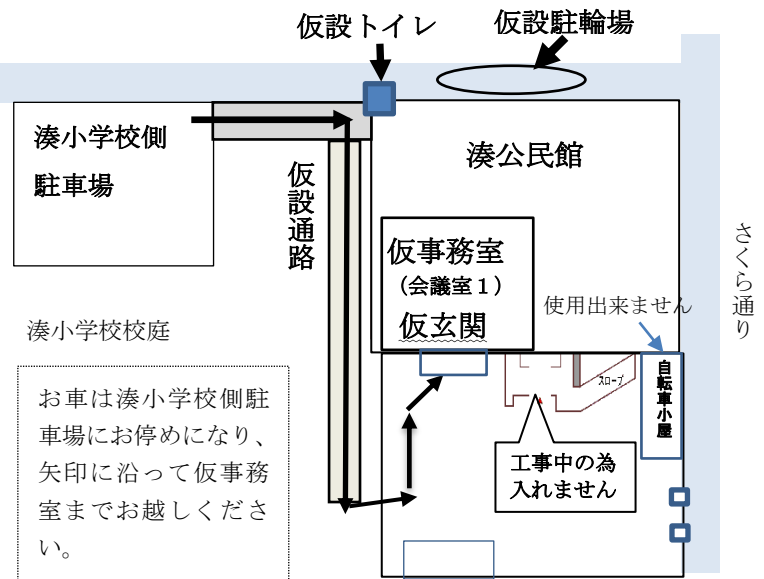 仮設トイレ
仮設駐輪場
湊小学校側
駐車場
湊公民館
仮設通路
仮事務室
（会議室１）
仮玄関
さくら通り
使用出来ません
湊小学校校庭
スロープ
自転車小屋
お車は湊小学校側駐
車場にお停めになり、
矢印に沿って仮事務
室までお越しくださ
い。
工事中の為
入れません